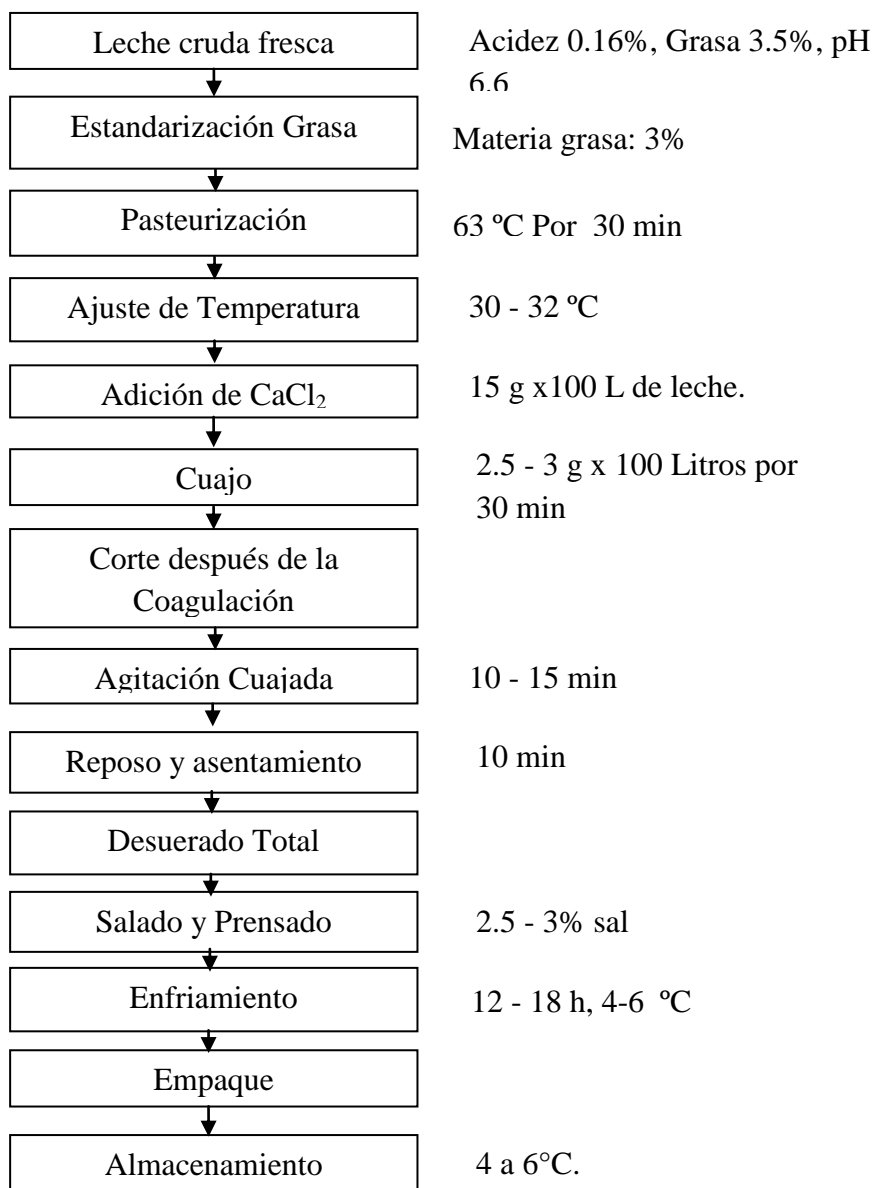 Leche cruda fresca
Acidez 0.16%, Grasa 3.5%, pH
6.6
Estandarización Grasa
Materia grasa: 3%
Pasteurización
63 ºC Por 30 min
Ajuste de Temperatura
30 - 32 ºC
Adición de CaCl₂
15 g x100 L de leche.
Cuajo
2.5 - 3 g x 100 Litros por
30 min
Corte después de la
Coagulación
Agitación Cuajada
10 - 15 min
Reposo y asentamiento
10 min
Desuerado Total
Salado y Prensado
2.5 - 3% sal
Enfriamiento
12 - 18 h, 4-6 ºC
Empaque
Almacenamiento
4 a 6°C.